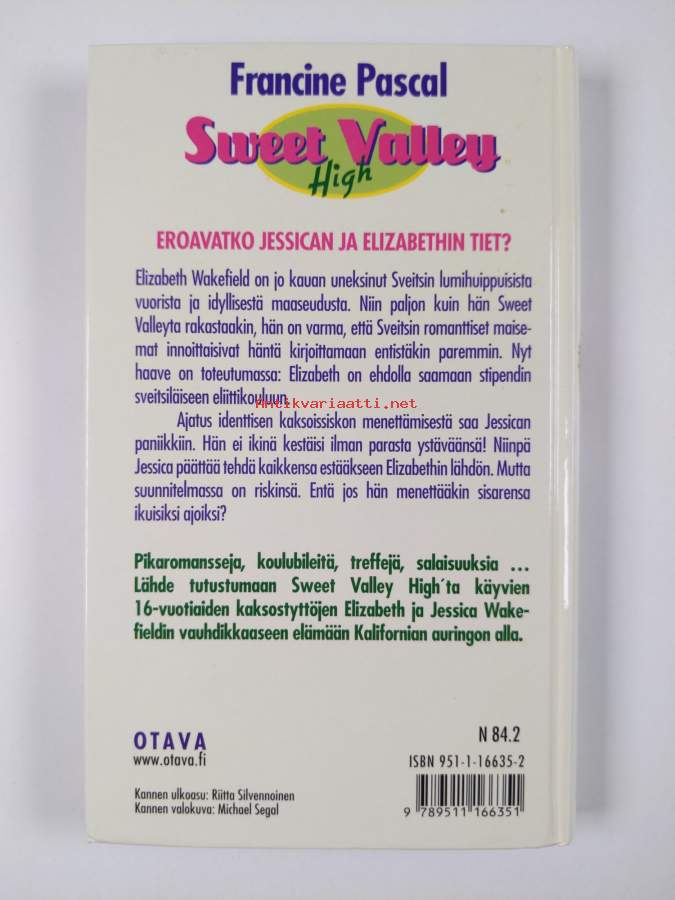 Francine Pascal
Sweet Valley
High
EROAVATKO JESSICAN JA ELIZABETHIN TIET?
Elizabeth Wakefield on jo kauan uneksinut Sveitsin lumihuippuisista
vuorista ja idyllisestä maaseudusta. Niin paljon kuin hän Sweet
Valleyta rakastaakin, hän on varma, että Sveitsin romanttiset maise-
mat innoittaisivat häntä kirjoittamaan entistäkin paremmin. Nyt
haave on toteutumassa: Elizabeth on ehdolla saamaan stipendin
sveitsiläiseen eliittikouluun.
Antikvariaatti.net
Ajatus identtisen kaksoissiskon menettämisestä saa Jessican
paniikkiin. Hän ei ikinä kestäisi ilman parasta ystäväänsä! Niinpä
Jessica päättää tehdä kaikkensa estääkseen Elizabethin lähdön. Mutta
suunnitelmassa on riskinsä. Entä jos hän menettääkin sisarensa
ikuisiksi ajoiksi?
Pikaromansseja, koulubileitä, treffejä, salaisuuksia ...
Lähde tutustumaan Sweet Valley High´ta käyvien
16-vuotiaiden kaksostyttöjen Elizabeth ja Jessica Wake-
fieldin vauhdikkaaseen elämään Kalifornian auringon alla.
OTAVA
www.otava.fi
N 84.2
ISBN 951-1-16635-2
Kannen ulkoasu: Riitta Silvennoinen
Kannen valokuva: Michael Segal
9 789511 166351